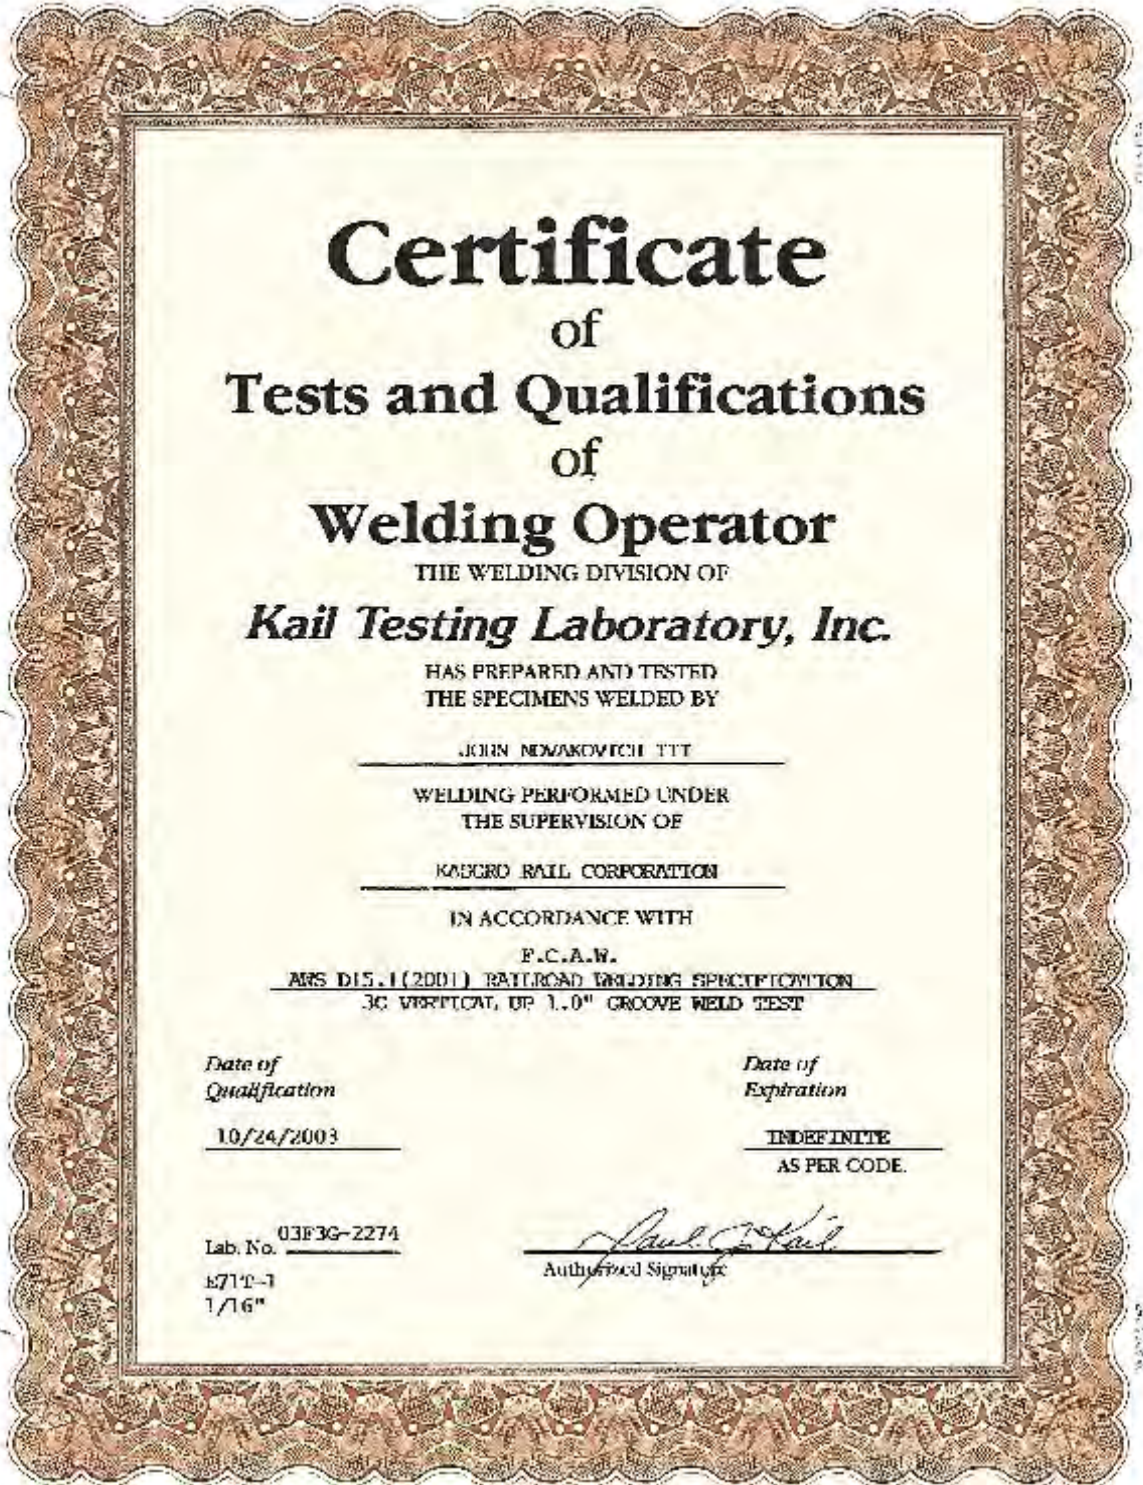 Certificate
of
Tests and Qualifications
of
Welding Operator
THE WELDING DIVISION OF
Kail Testing Laboratory, Inc.
HAS PREPARED AND TESTED
THE SPECIMENS WELDED BY
JOHN NOVAKOVICH III
WELDING PERFORMED UNDER
THE SUPERVISION OF
RAIL CORPORATION
IN ACCORDANCE WITH
F.C.A.W.
AWS D15.1(2001) RAILROAD WELDING SPECIFICATION
3G VERTICAL UP 1.0" GROOVE WELD TEST
Date of
Qualification
10/24/2003
Date of
Expiration
INDEFINITE
AS PER CODE.
Lab. No. 03F3G-2274
E71T-1
1/16"
Paul J. Kail
Authorized Signature